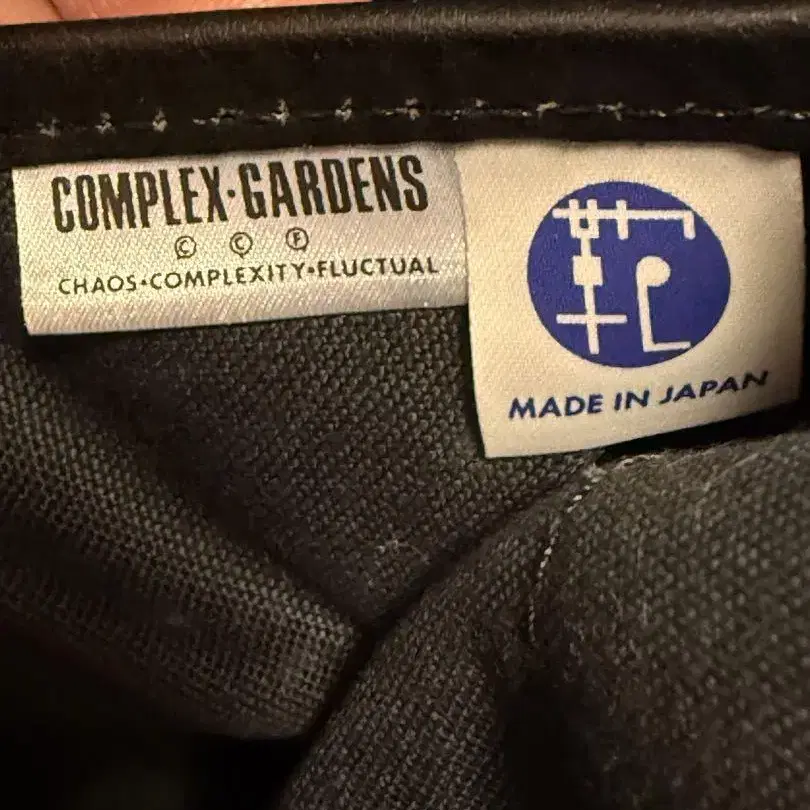 COMPLEX·GARDENS
Ⓒ Ⓒ Ⓕ
CHAOS·COMPLEXITY·FLUCTUAL
MADE IN JAPAN